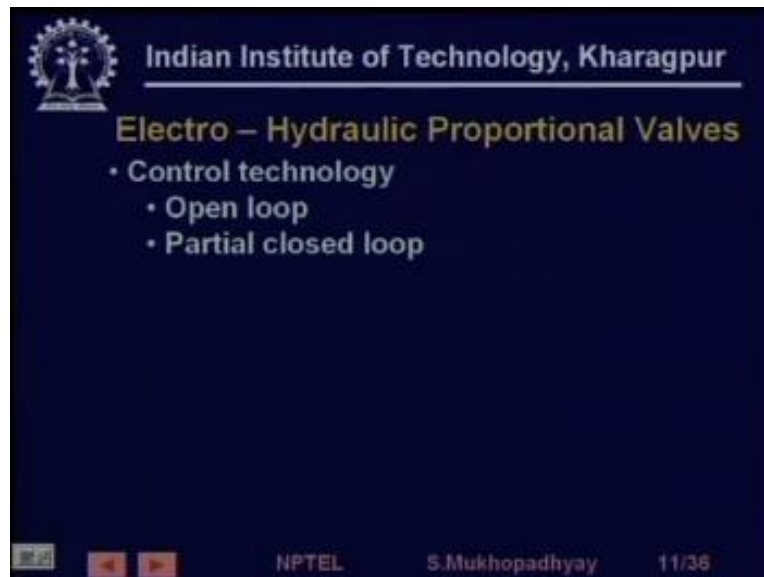 Indian Institute of Technology, Kharagpur
Electro – Hydraulic Proportional Valves
• Control technology
• Open loop
• Partial closed loop
NPTEL S.Mukhopadhyay 11/36